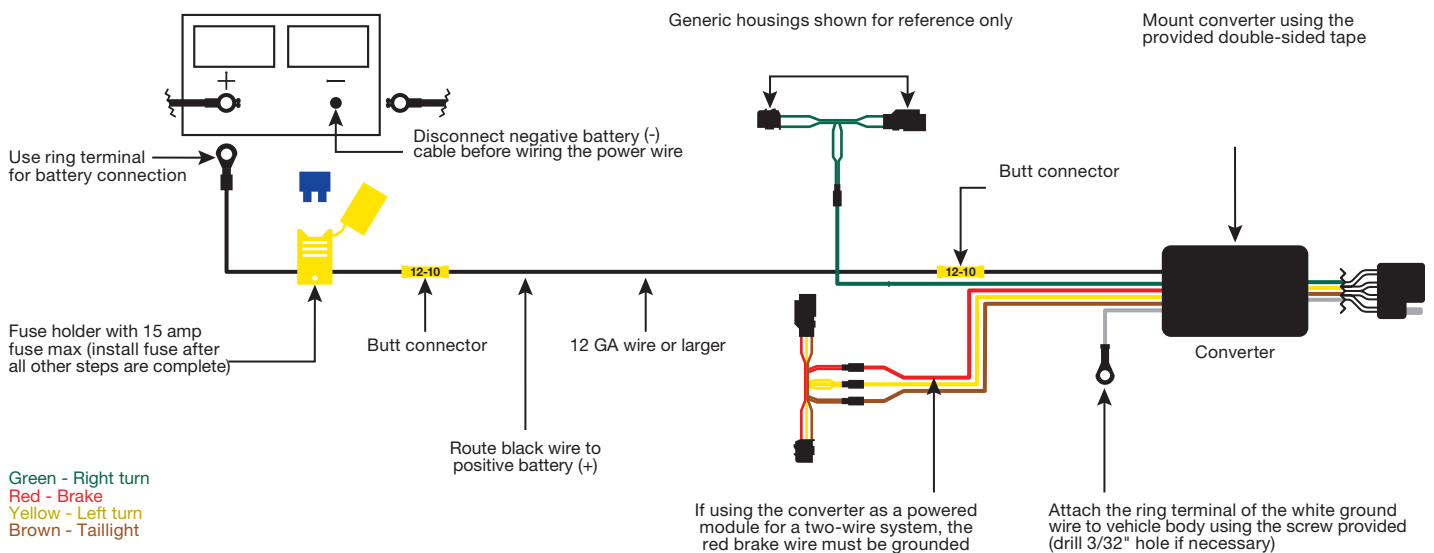 Generic housings shown for reference only
Mount converter using the
provided double-sided tape
+
−
Disconnect negative battery (-)
cable before wiring the power wire
Use ring terminal
for battery connection
Butt connector
12-10
12-10
Fuse holder with 15 amp
fuse max (install fuse after
all other steps are complete)
Butt connector
12 GA wire or larger
Converter
Route black wire to
positive battery (+)
Green - Right turn
Red - Brake
Yellow - Left turn
Brown - Taillight
If using the converter as a powered
module for a two-wire system, the
red brake wire must be grounded
Attach the ring terminal of the white ground
wire to vehicle body using the screw provided
(drill 3/32" hole if necessary)